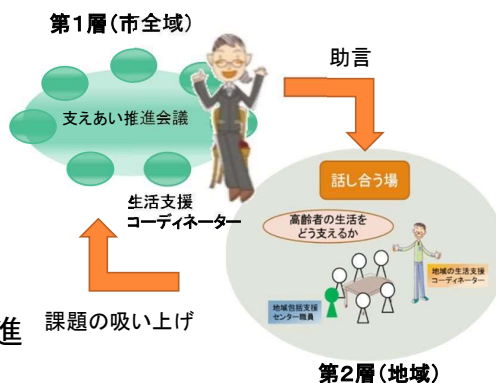 第１層(市全域)
助言
支えあい推進会議
話し合う場
生活支援
コーディネーター
高齢者の生活を
どう支えるか
地域の生活支援
コーディネーター
地域包括支援
センター職員
進
課題の吸い上げ
第２層(地域)